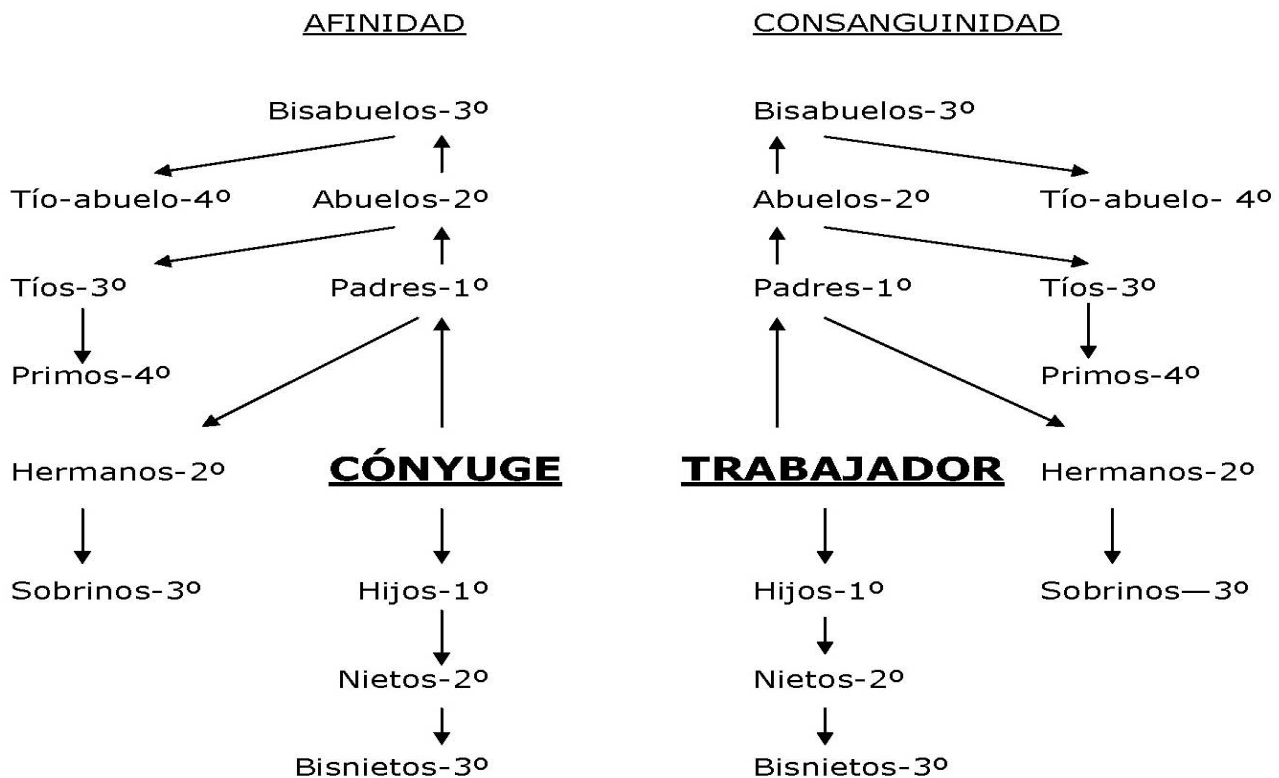 AFINIDAD CONSANGUINIDAD
Bisabuelos-3º Bisabuelos-3º
Tío-abuelo-4º Abuelos-2º Abuelos-2º Tío-abuelo- 4º
Tíos-3º Padres-1º Padres-1º Tíos-3º
Primos-4º Primos-4º
Hermanos-2º CÓNYUGE TRABAJADOR Hermanos-2º
Sobrinos-3º Hijos-1º Hijos-1º Sobrinos—3º
Nietos-2º Nietos-2º
Bisnietos-3º Bisnietos-3º